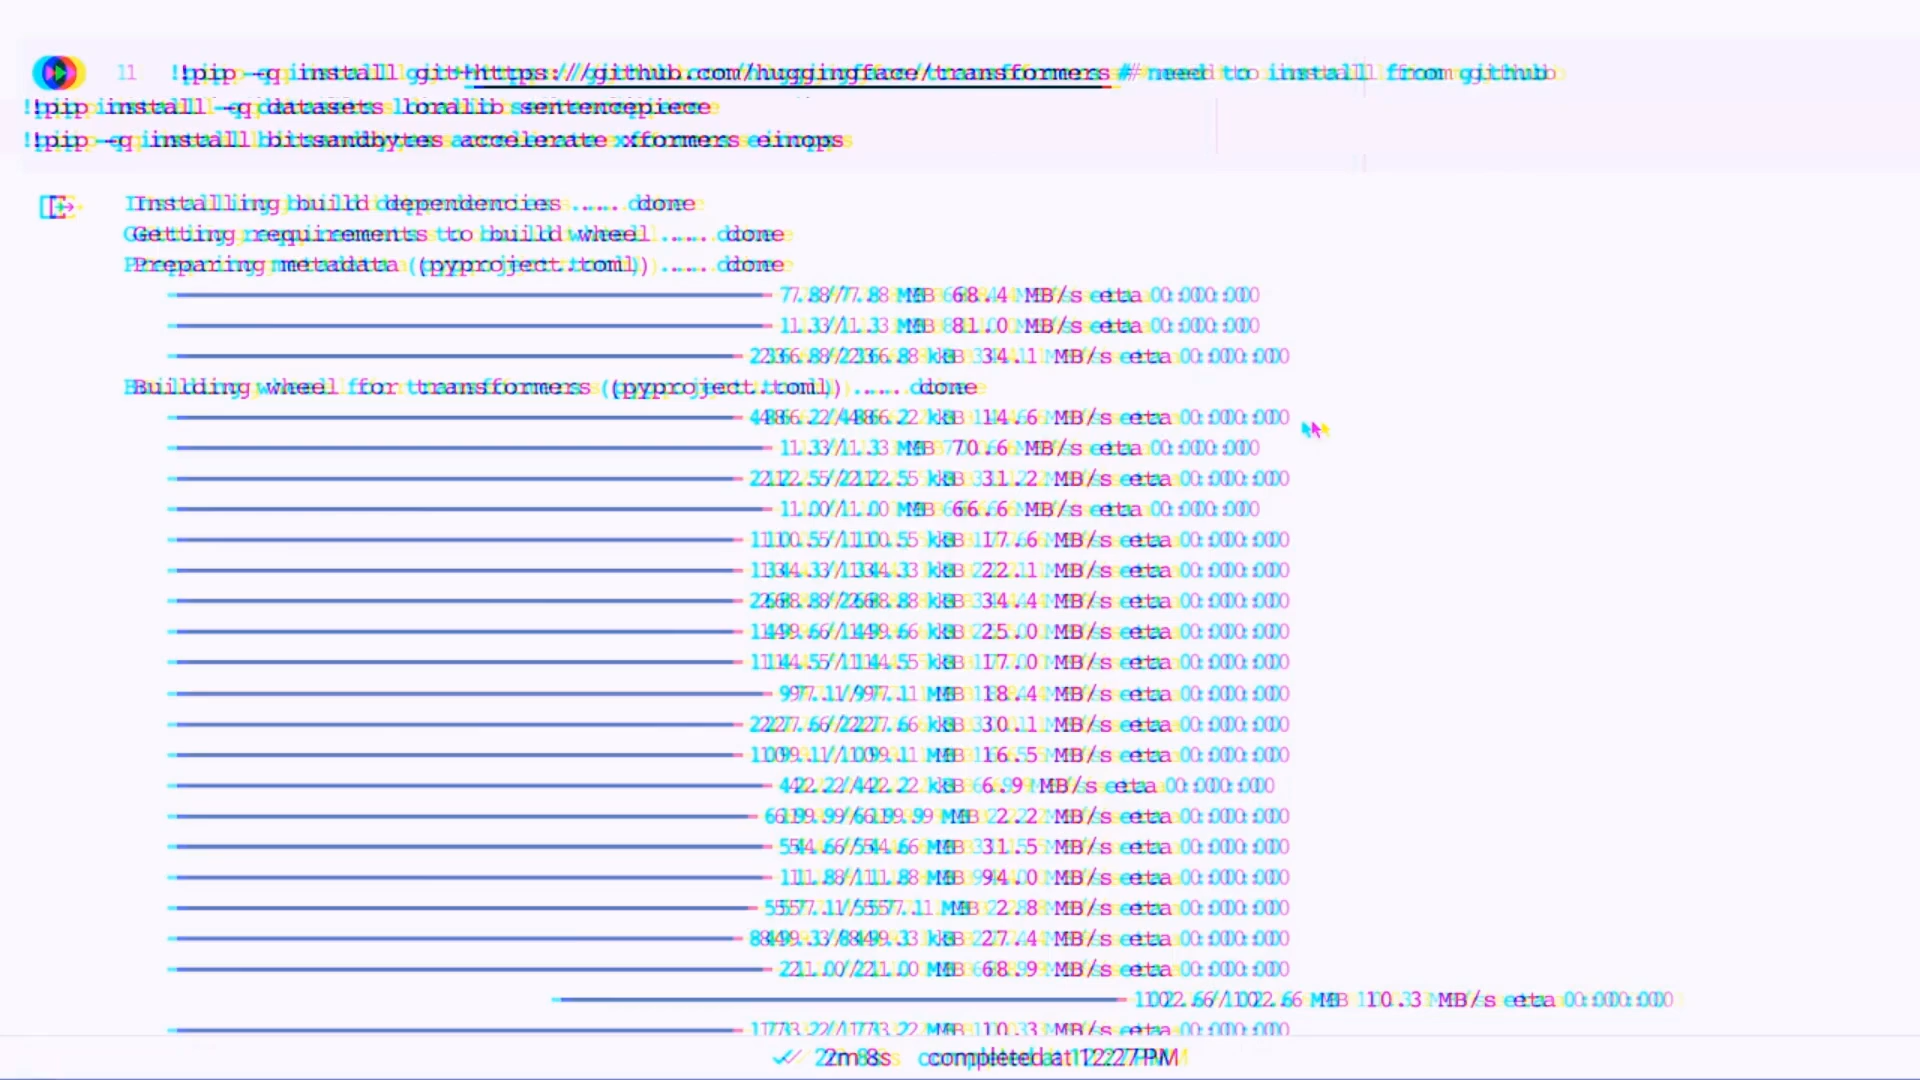 1 !pip -q install git+https://github.com/huggingface/transformers # need to install from github
!pip install -q datasets loralib sentencepiece
!pip -q install bitsandbytes accelerate xformers einops
Installing build dependencies ... done
Getting requirements to build wheel ... done
Preparing metadata (pyproject.toml) ... done
7.8/7.8 MB 68.4 MB/s eta 0:00:00
1.3/1.3 MB 81.0 MB/s eta 0:00:00
236.8/236.8 kB 34.1 MB/s eta 0:00:00
Building wheel for transformers (pyproject.toml) ... done
486.2/486.2 kB 14.6 MB/s eta 0:00:00
1.3/1.3 MB 70.6 MB/s eta 0:00:00
212.5/212.5 kB 31.2 MB/s eta 0:00:00
1.0/1.0 MB 66.6 MB/s eta 0:00:00
110.5/110.5 kB 17.6 MB/s eta 0:00:00
134.3/134.3 kB 22.1 MB/s eta 0:00:00
268.8/268.8 kB 34.4 MB/s eta 0:00:00
149.6/149.6 kB 25.0 MB/s eta 0:00:00
114.5/114.5 kB 17.0 MB/s eta 0:00:00
97.1/97.1 MB 18.4 MB/s eta 0:00:00
227.6/227.6 kB 30.1 MB/s eta 0:00:00
109.1/109.1 MB 16.5 MB/s eta 0:00:00
42.2/42.2 kB 6.9 MB/s eta 0:00:00
619.9/619.9 MB 2.2 MB/s eta 0:00:00
54.6/54.6 MB 31.5 MB/s eta 0:00:00
11.8/11.8 MB 94.0 MB/s eta 0:00:00
557.1/557.1 MB 2.8 MB/s eta 0:00:00
849.3/849.3 kB 27.4 MB/s eta 0:00:00
21.0/21.0 MB 68.9 MB/s eta 0:00:00
102.6/102.6 MB 10.3 MB/s eta 0:00:00
173.2/173.2 MB 10.3 MB/s eta 0:00:00
2m 8s completed at 12:27 PM